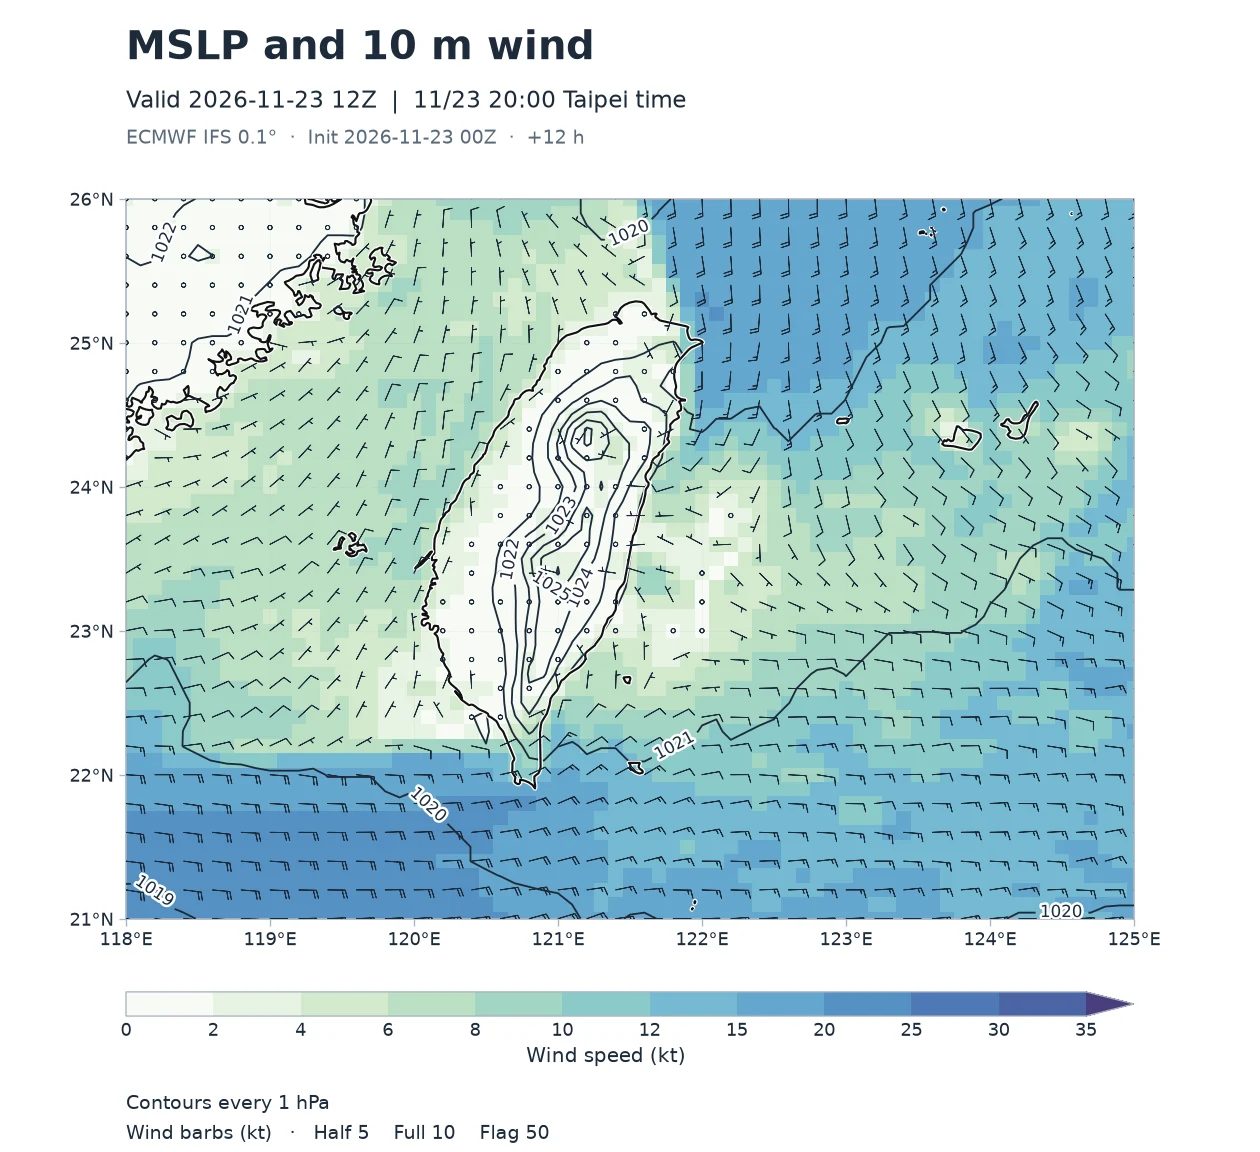 MSLP and 10 m wind
Valid 2026-11-23 12Z | 11/23 20:00 Taipei time
ECMWF IFS 0.1° · Init 2026-11-23 00Z · +12 h
26°N
25°N
24°N
23°N
22°N
21°N
1022
1021
1020
1023
1022
1025
1024
1021
1020
1019
1020
118°E 119°E 120°E 121°E 122°E 123°E 124°E 125°E
0 2 4 6 8 10 12 15 20 25 30 35
Wind speed (kt)
Contours every 1 hPa
Wind barbs (kt) · Half 5 Full 10 Flag 50